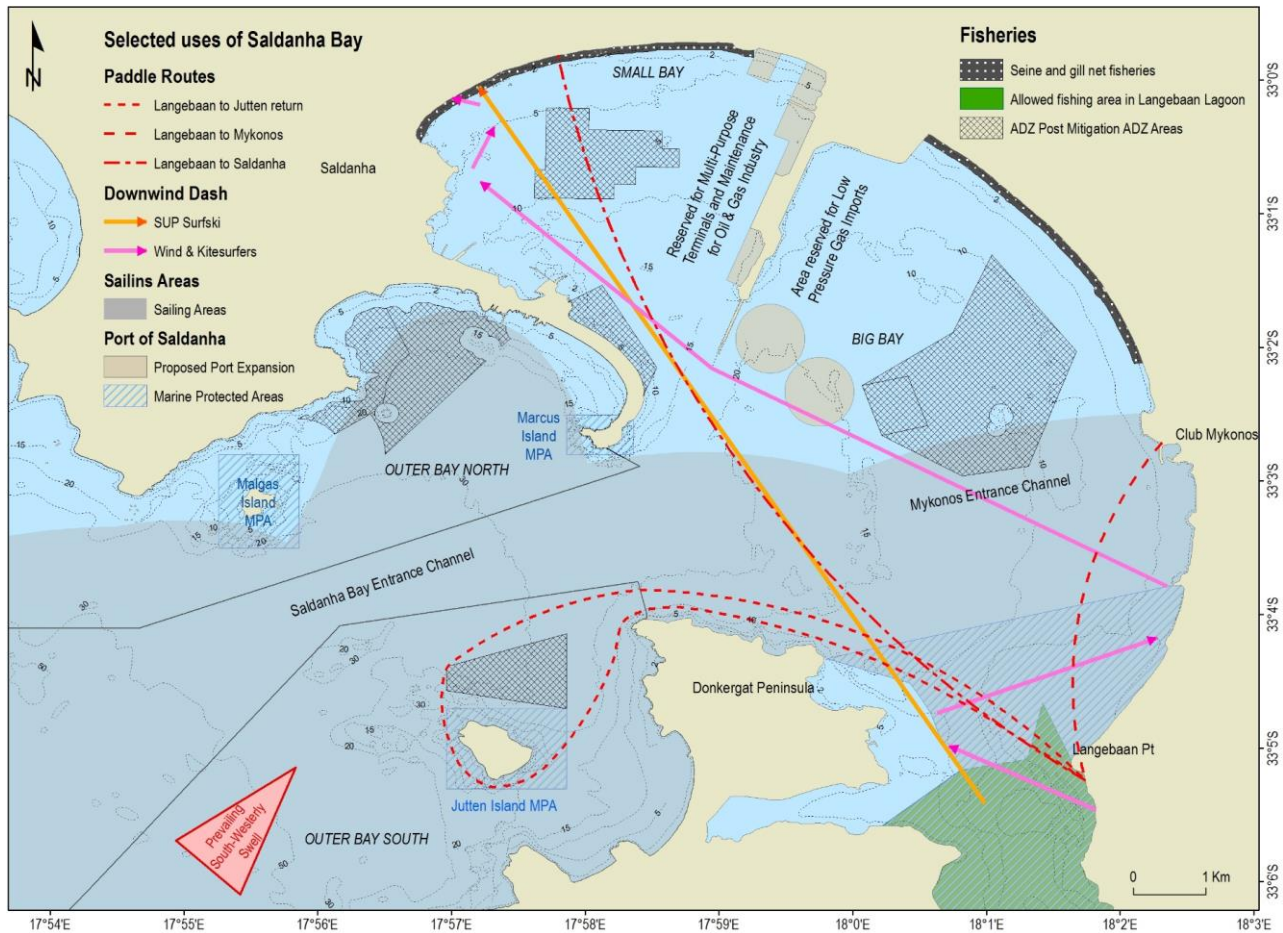 Selected uses of Saldanha Bay
Paddle Routes
Langebaan to Jutten return
Langebaan to Mykonos
Langebaan to Saldanha
Downwind Dash
SUP Surfski
Wind & Kitesurfers
Sailins Areas
Sailing Areas
Port of Saldanha
Proposed Port Expansion
Marine Protected Areas
N
Fisheries
Seine and gill net fisheries
Allowed fishing area in Langebaan Lagoon
ADZ Post Mitigation ADZ Areas
SMALL BAY
Saldanha
Reserved for Multi-Purpose
Terminals and Maintenance
for Oil & Gas Industry
Area reserved for Low
Pressure Gas Imports
BIG BAY
Marcus
Island
MPA
Club Mykonos
OUTER BAY NORTH
Malgas
Island
MPA
Mykonos Entrance Channel
Saldanha Bay Entrance Channel
Donkergat Peninsula
Langebaan Pt
Jutten Island MPA
Prevailing
South-Westerly
Swell
OUTER BAY SOUTH
0 1 Km
33°0'S
33°1'S
33°2'S
33°3'S
33°4'S
33°5'S
33°6'S
17°54'E 17°55'E 17°56'E 17°57'E 17°58'E 17°59'E 18°0'E 18°1'E 18°2'E 18°3'E